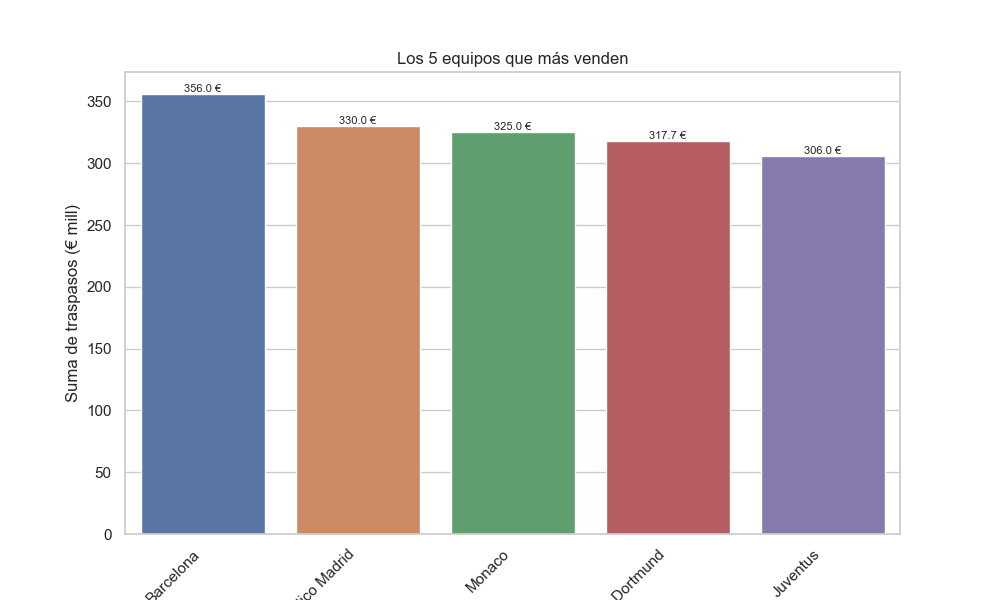 Los 5 equipos que más venden
Suma de traspasos (€ mill)
350
300
250
200
150
100
50
0
356.0 €
330.0 €
325.0 €
317.7 €
306.0 €
Barcelona
Madrid
Monaco
Dortmund
Juventus